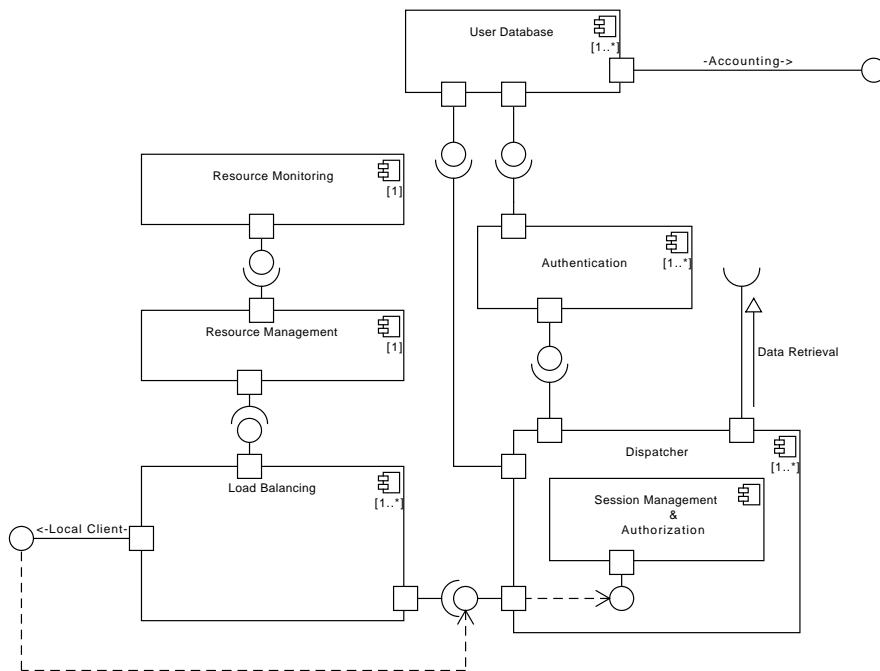 User Database
[1..*]
-Accounting->
Resource Monitoring
[1]
Authentication
[1..*]
Resource Management
[1]
Data Retrieval
Dispatcher
[1..*]
Load Balancing
[1..*]
Session Management
&
Authorization
<-Local Client-